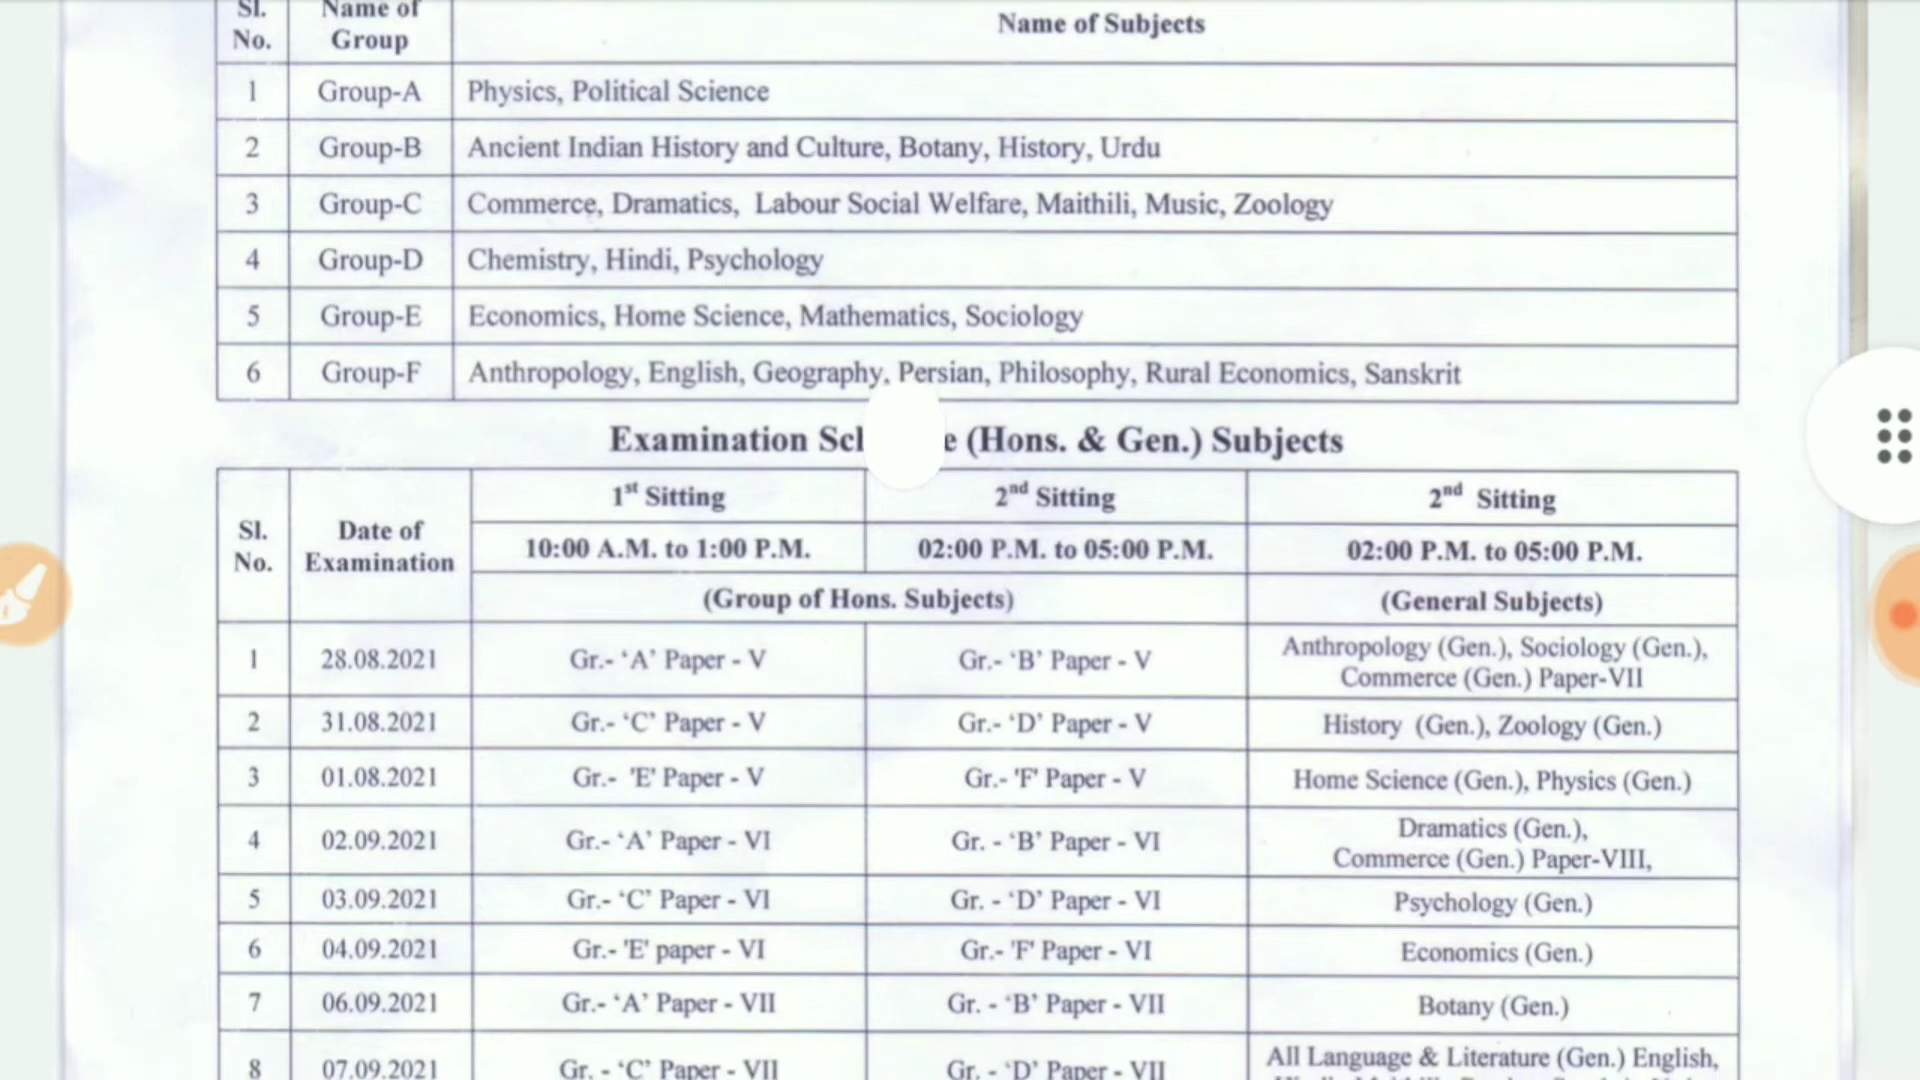 Sl. No. Name of Group Name of Subjects
1 Group-A Physics, Political Science
2 Group-B Ancient Indian History and Culture, Botany, History, Urdu
3 Group-C Commerce, Dramatics, Labour Social Welfare, Maithili, Music, Zoology
4 Group-D Chemistry, Hindi, Psychology
5 Group-E Economics, Home Science, Mathematics, Sociology
6 Group-F Anthropology, English, Geography, Persian, Philosophy, Rural Economics, Sanskrit
Examination (Hons. & Gen.) Subjects
Sl. No. Date of Examination 1st Sitting 2nd Sitting 2nd Sitting
10:00 A.M. to 1:00 P.M. 02:00 P.M. to 05:00 P.M. 02:00 P.M. to 05:00 P.M.
(Group of Hons. Subjects) (General Subjects)
1 28.08.2021 Gr.- ‘A’ Paper - V Gr.- ‘B’ Paper - V Anthropology (Gen.), Sociology (Gen.),
Commerce (Gen.) Paper-VII
2 31.08.2021 Gr.- ‘C’ Paper - V Gr.- ‘D’ Paper - V History (Gen.), Zoology (Gen.)
3 01.08.2021 Gr.- 'E' Paper - V Gr.- 'F' Paper - V Home Science (Gen.), Physics (Gen.)
4 02.09.2021 Gr.- ‘A’ Paper - VI Gr. - ‘B’ Paper - VI Dramatics (Gen.),
Commerce (Gen.) Paper-VIII,
5 03.09.2021 Gr.- ‘C’ Paper - VI Gr. - ‘D’ Paper - VI Psychology (Gen.)
6 04.09.2021 Gr.- 'E' paper - VI Gr.- 'F' Paper - VI Economics (Gen.)
7 06.09.2021 Gr.- ‘A’ Paper - VII Gr. - ‘B’ Paper - VII Botany (Gen.)
8 07.09.2021 Gr. - ‘C’ Paper - VII Gr. - ‘D’ Paper - VII All Language & Literature (Gen.) English,